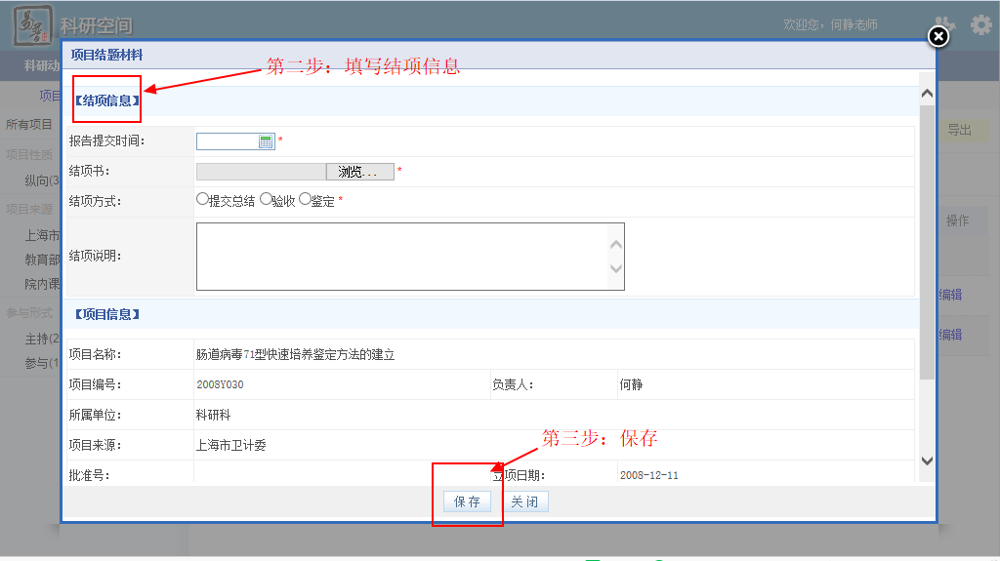 易普
科研空间
欢迎您，何静老师
科研动
项目
所有项目
导出
项目性质
纵向(3
项目来源
上海市
教育部
院内课
参与形式
主持(2
参与(1
操作
编辑
编辑
项目结题材料
第二步：填写结项信息
【结项信息】
报告提交时间：
*
结项书：
浏览... *
结项方式：
提交总结 验收 鉴定 *
结项说明：
【项目信息】
项目名称： 肠道病毒71型快速培养鉴定方法的建立
项目编号： 2008Y030 负责人： 何静
所属单位： 科研科
项目来源： 上海市卫计委
第三步：保存
批准号： 立项日期： 2008-12-11
保存 关闭